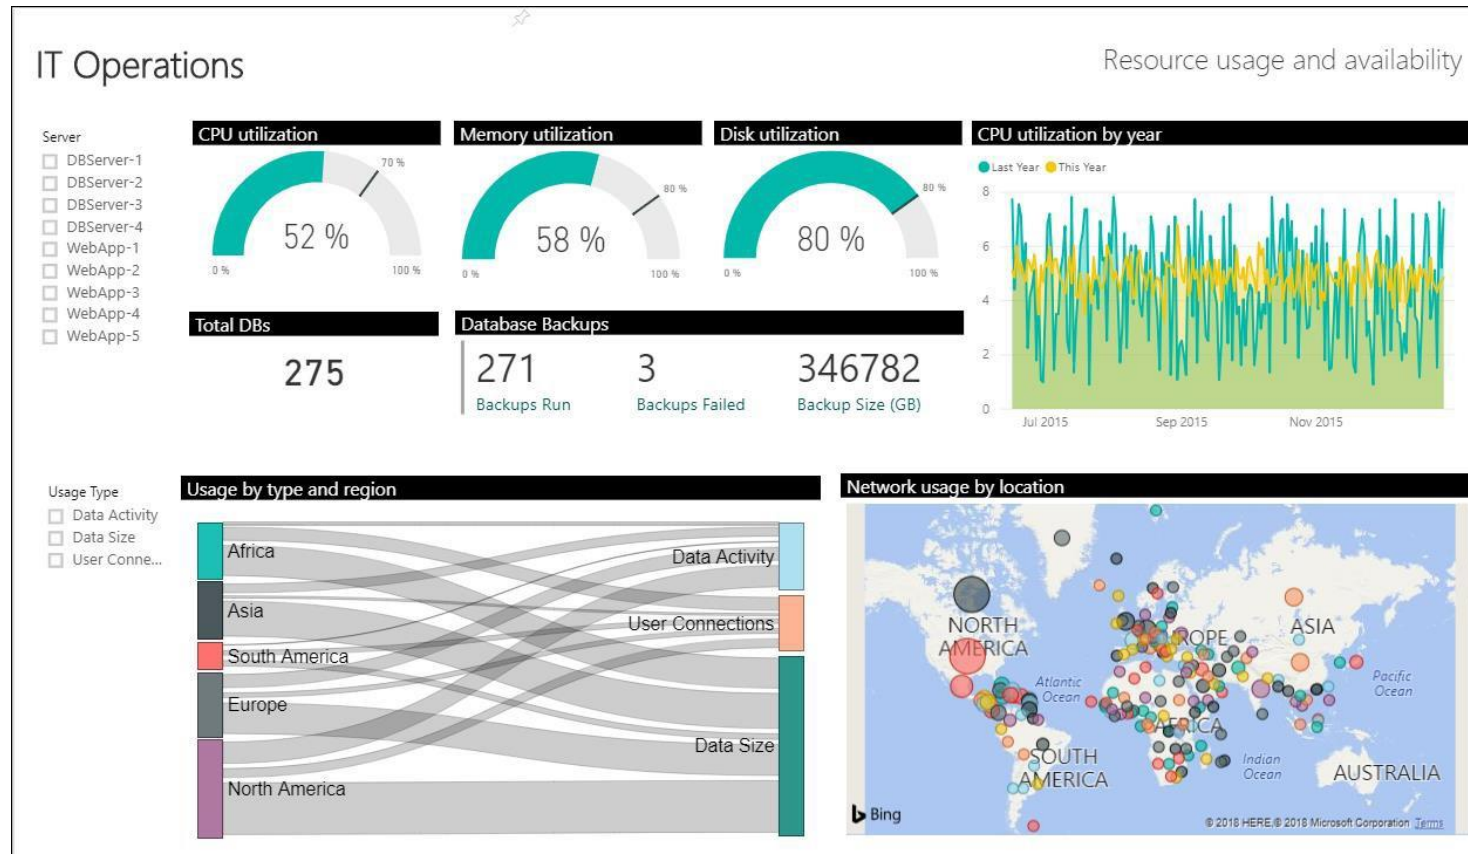 IT Operations
Resource usage and availability
Server
DBServer-1
DBServer-2
DBServer-3
DBServer-4
WebApp-1
WebApp-2
WebApp-3
WebApp-4
WebApp-5
CPU utilization
70 %
52 %
0 %
100 %
Memory utilization
80 %
58 %
0 %
100 %
Disk utilization
80 %
80 %
0 %
100 %
CPU utilization by year
Last Year
This Year
8
6
4
2
0
Jul 2015
Sep 2015
Nov 2015
Total DBs
275
Database Backups
271
Backups Run
3
Backups Failed
346782
Backup Size (GB)
Usage Type
Data Activity
Data Size
User Conne...
Usage by type and region
Africa
Asia
South America
Europe
North America
Data Activity
User Connections
Data Size
Network usage by location
NORTH
AMERICA
ROPE
ASIA
Atlantic
Ocean
Pacific
Ocean
AFRICA
SOUTH
AMERICA
Indian
Ocean
AUSTRALIA
Bing
© 2018 HERE,© 2018 Microsoft Corporation Terms